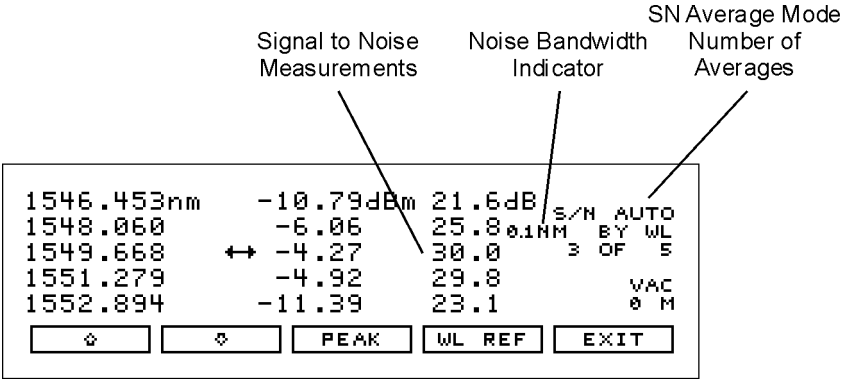 SN Average Mode
Signal to Noise Noise Bandwidth Number of
Measurements Indicator Averages
1546.453nm -10.79dBm 21.6dB S/N AUTO
1548.060 -6.06 25.8 0.1NM BY WL
1549.668 ↔ -4.27 30.0 3 OF 5
1551.279 -4.92 29.8 VAC
1552.894 -11.39 23.1 0 M
PEAK WL REF EXIT